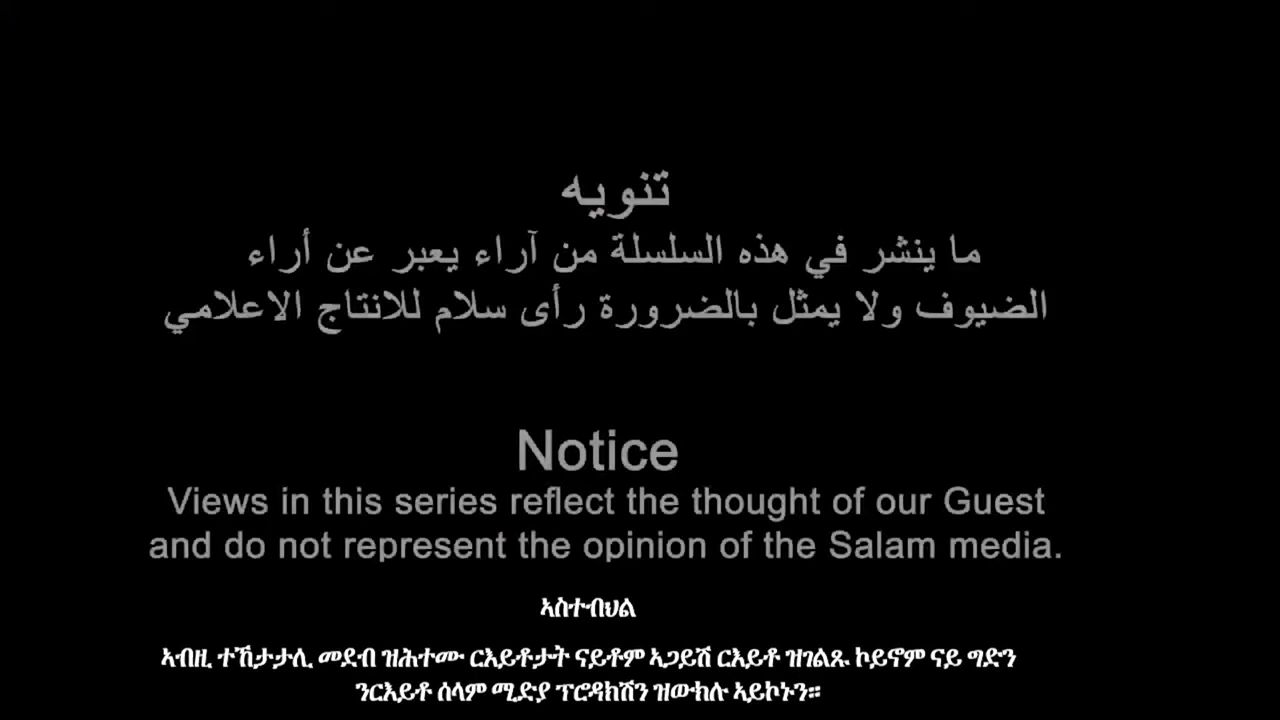 تنويه
ما ينشر في هذه السلسلة من آراء يعبر عن أراء
الضيوف ولا يمثل بالضرورة رأى سلام للانتاج الاعلامي
Notice
Views in this series reflect the thought of our Guest
and do not represent the opinion of the Salam media.
ኣስተብህል
ኣብዚ ተኸታታሊ መደብ ዝሕተሙ ርእይቶታት ናይቶም ኣጋይሽ ርእይቶ ዝገልጹ ኮይኖም ናይ ግድን
ንርእይቶ ሰላም ሚድያ ፕሮዳክሽን ዝውክሉ ኣይኮኑን።